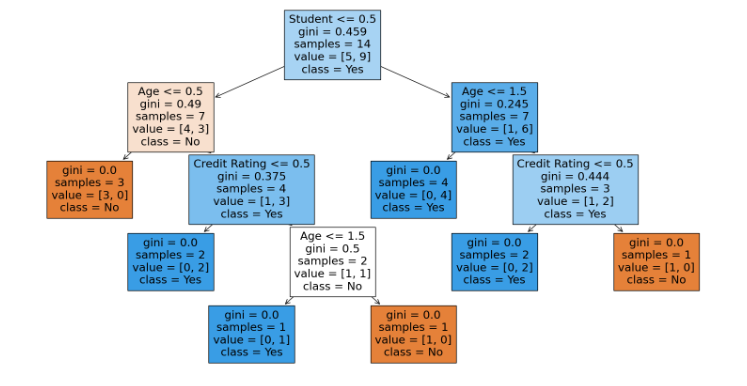 Student <= 0.5
gini = 0.459
samples = 14
value = [5, 9]
class = Yes
Age <= 0.5
gini = 0.49
samples = 7
value = [4, 3]
class = No
Age <= 1.5
gini = 0.245
samples = 7
value = [1, 6]
class = Yes
gini = 0.0
samples = 3
value = [3, 0]
class = No
Credit Rating <= 0.5
gini = 0.375
samples = 4
value = [1, 3]
class = Yes
gini = 0.0
samples = 4
value = [0, 4]
class = Yes
Credit Rating <= 0.5
gini = 0.444
samples = 3
value = [1, 2]
class = Yes
gini = 0.0
samples = 2
value = [0, 2]
class = Yes
Age <= 1.5
gini = 0.5
samples = 2
value = [1, 1]
class = No
gini = 0.0
samples = 2
value = [0, 2]
class = Yes
gini = 0.0
samples = 1
value = [1, 0]
class = No
gini = 0.0
samples = 1
value = [0, 1]
class = Yes
gini = 0.0
samples = 1
value = [1, 0]
class = No